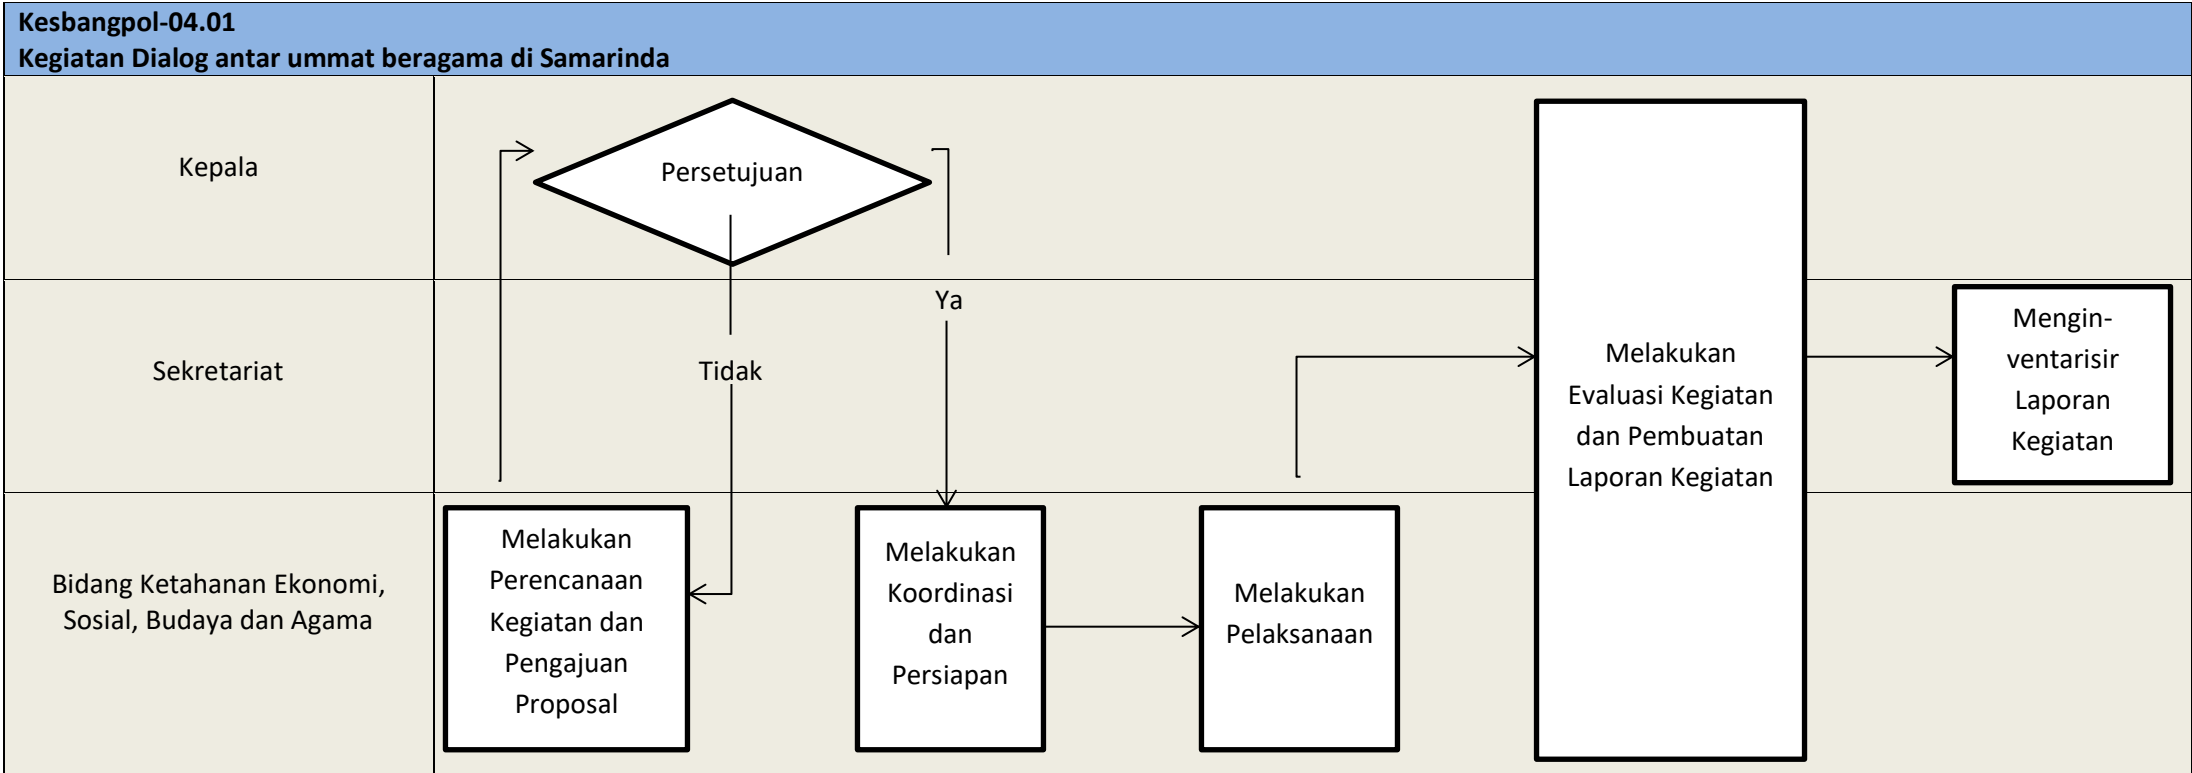 Kesbangpol-04.01
Kegiatan Dialog antar ummat beragama di Samarinda
Kepala
Persetujuan
Ya
Sekretariat
Tidak
Melakukan
Evaluasi Kegiatan
dan Pembuatan
Laporan Kegiatan
Mengin-
ventarisir
Laporan
Kegiatan
Bidang Ketahanan Ekonomi,
Sosial, Budaya dan Agama
Melakukan
Perencanaan
Kegiatan dan
Pengajuan
Proposal
Melakukan
Koordinasi
dan
Persiapan
Melakukan
Pelaksanaan